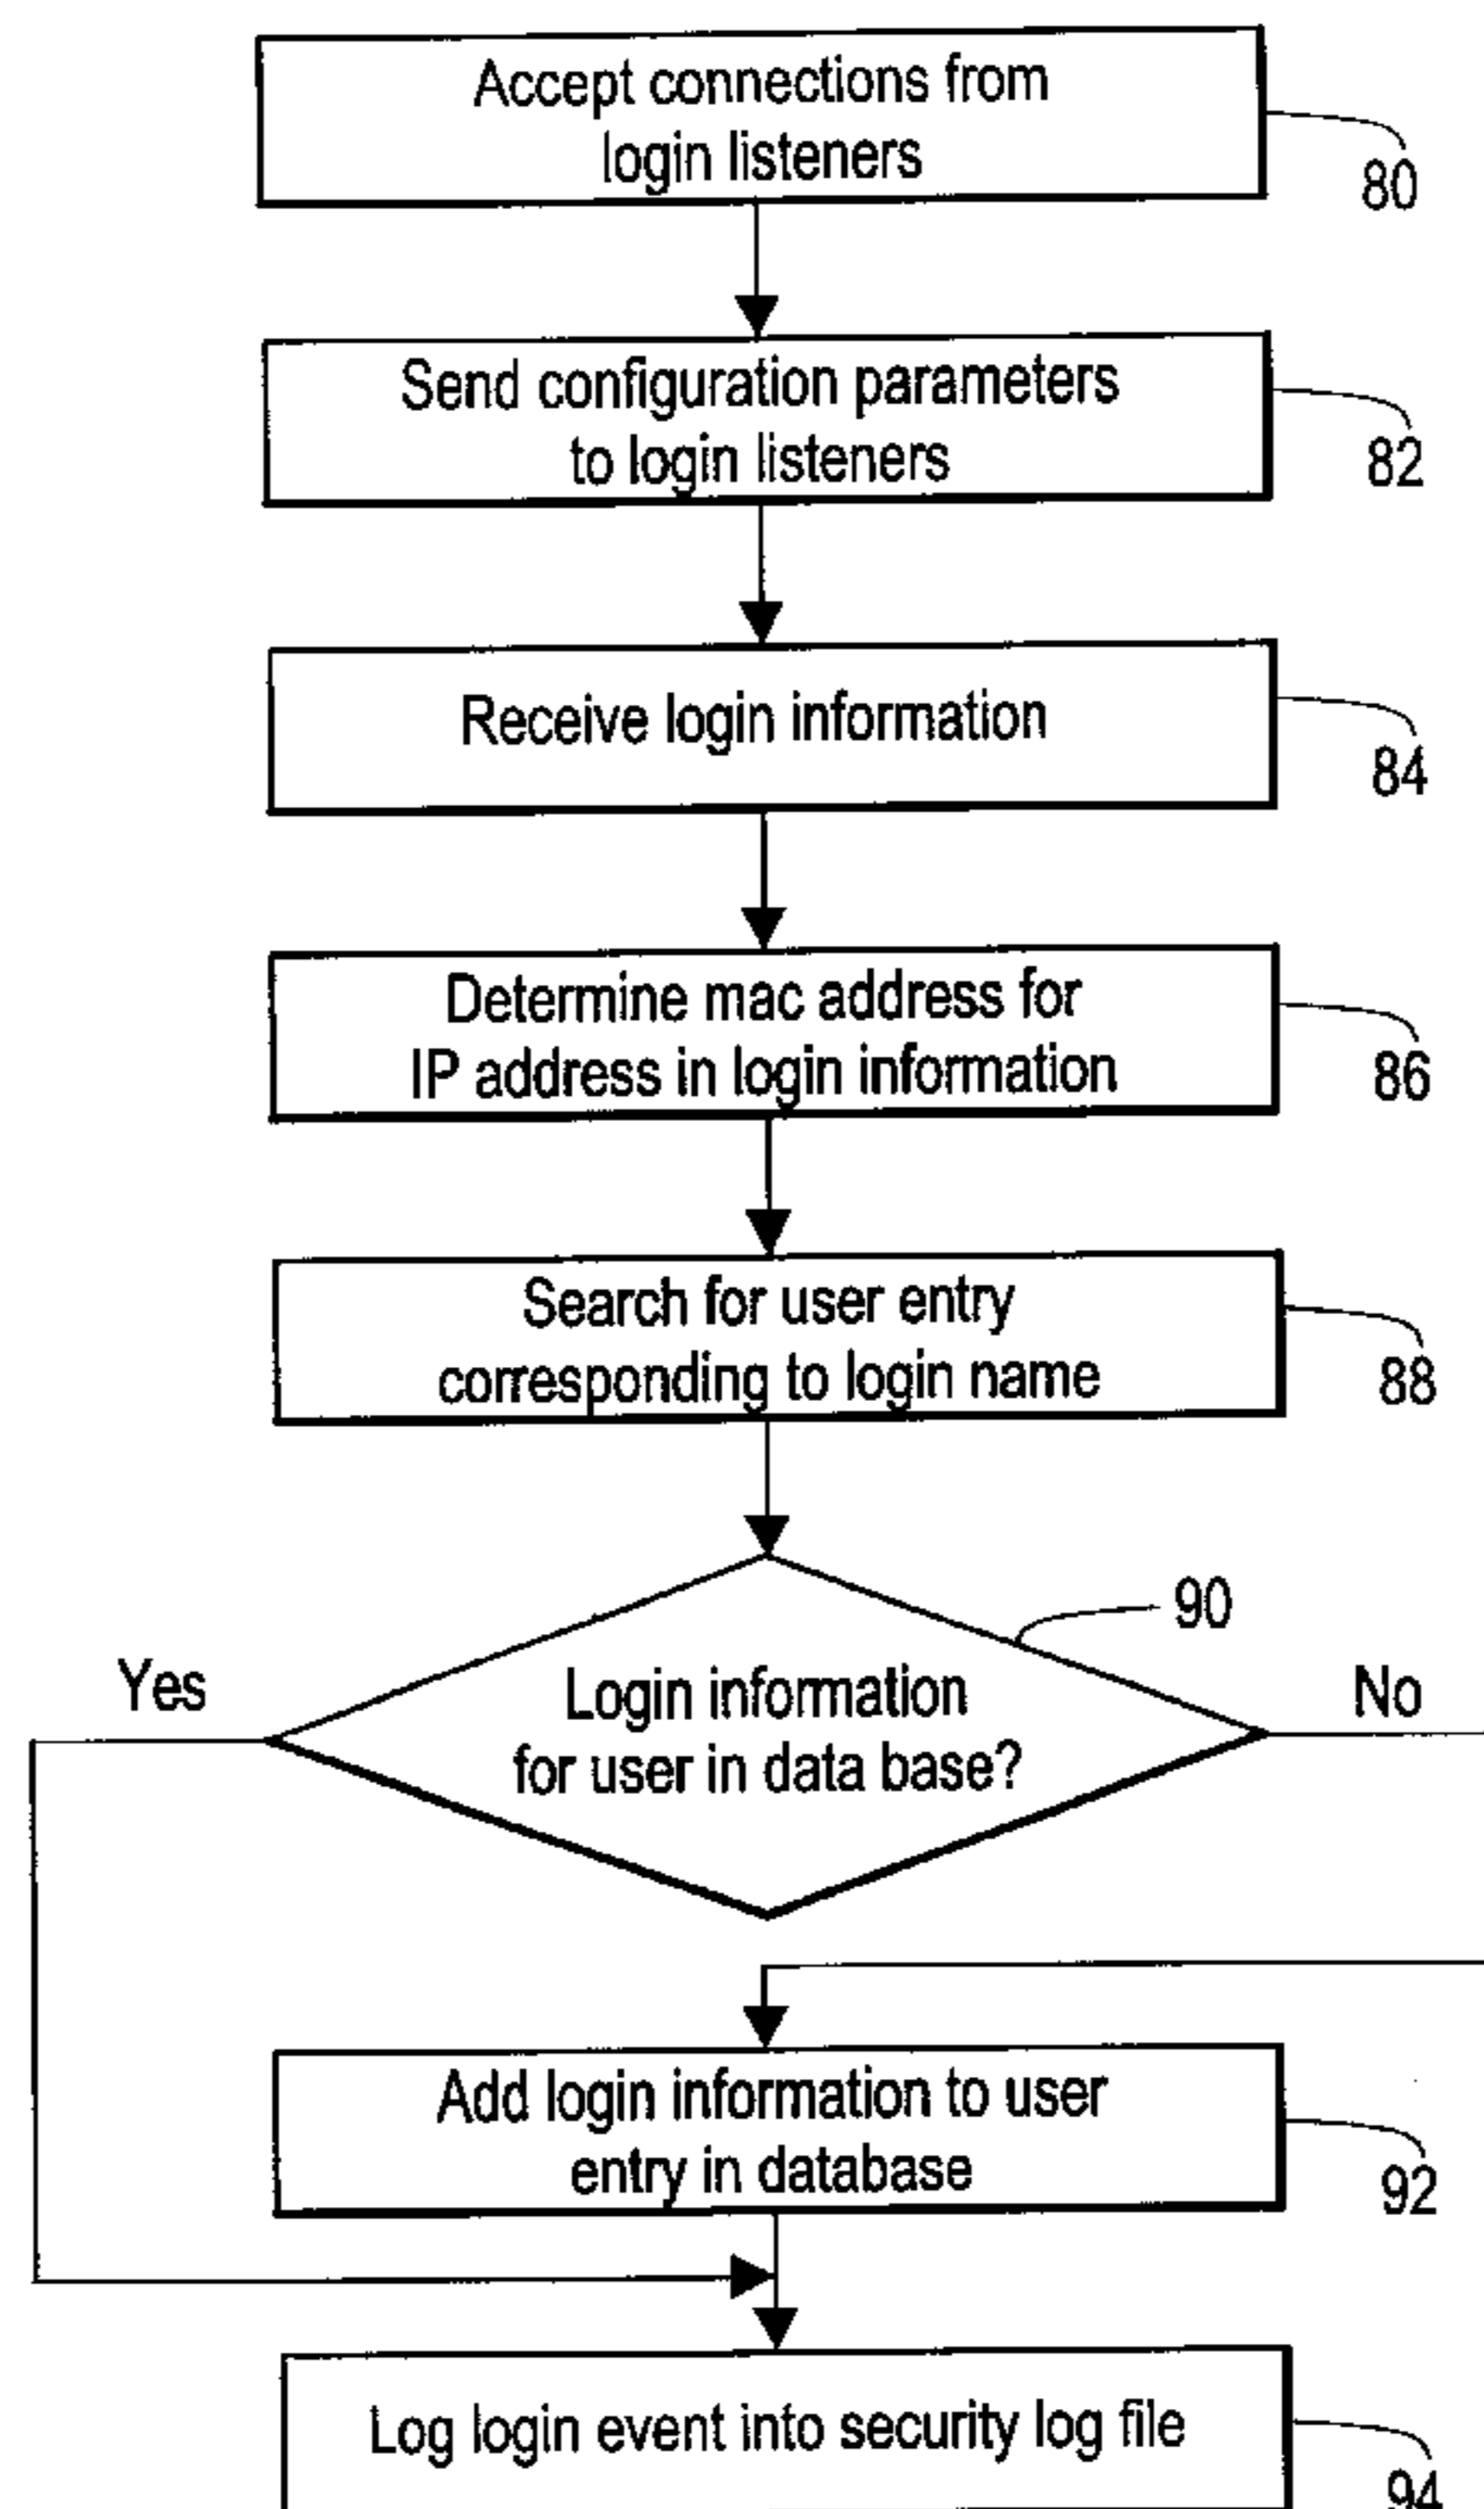 Accept connections from
login listeners
80
Send configuration parameters
to login listeners
82
Receive login information
84
Determine mac address for
IP address in login information
86
Search for user entry
corresponding to login name
88
90
Yes
No
Login information
for user in data base?
Add login information to user
entry in database
92
Log login event into security log file
94